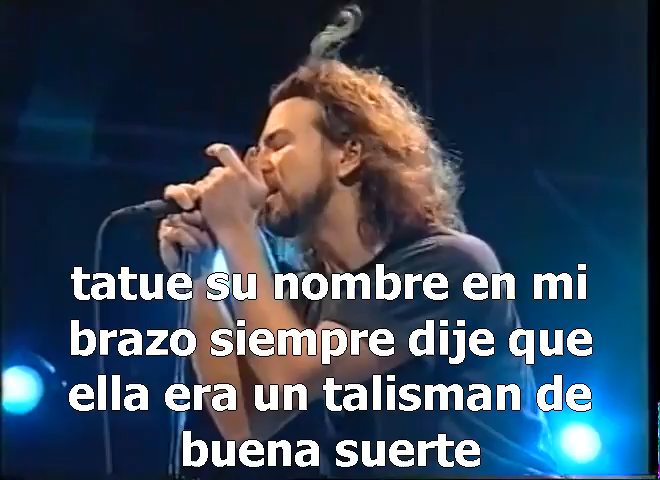 tatue su nombre en mi
brazo siempre dije que
ella era un talisman de
buena suerte